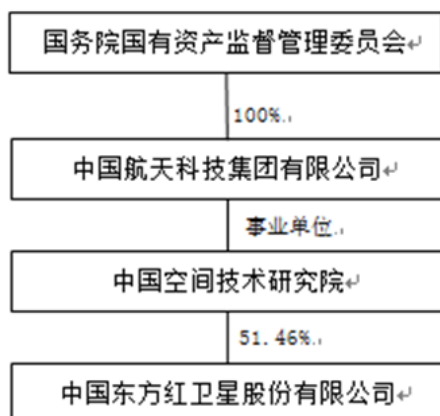 国务院国有资产监督管理委员会↵
100%.
中国航天科技集团有限公司↵
事业单位.
中国空间技术研究院↵
51.46%.
中国东方红卫星股份有限公司↵